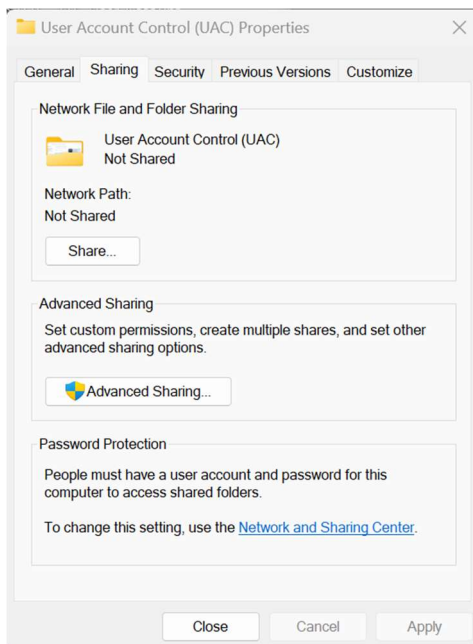 User Account Control (UAC) Properties
General Sharing Security Previous Versions Customize
Network File and Folder Sharing
User Account Control (UAC)
Not Shared
Network Path:
Not Shared
Share...
Advanced Sharing
Set custom permissions, create multiple shares, and set other
advanced sharing options.
Advanced Sharing...
Password Protection
People must have a user account and password for this
computer to access shared folders.
To change this setting, use the Network and Sharing Center.
Close Cancel Apply